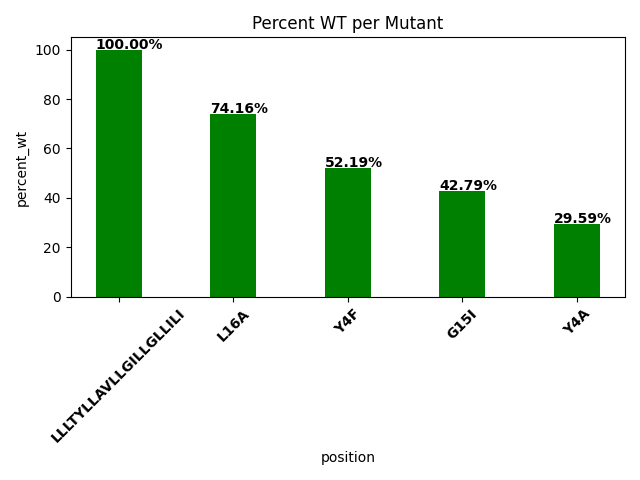 Percent WT per Mutant
percent_wt
100
80
60
40
20
0
100.00%
74.16%
52.19%
42.79%
29.59%
LLLTYLLAVLLGILLGLLILI
L16A
Y4F
G15I
Y4A
position